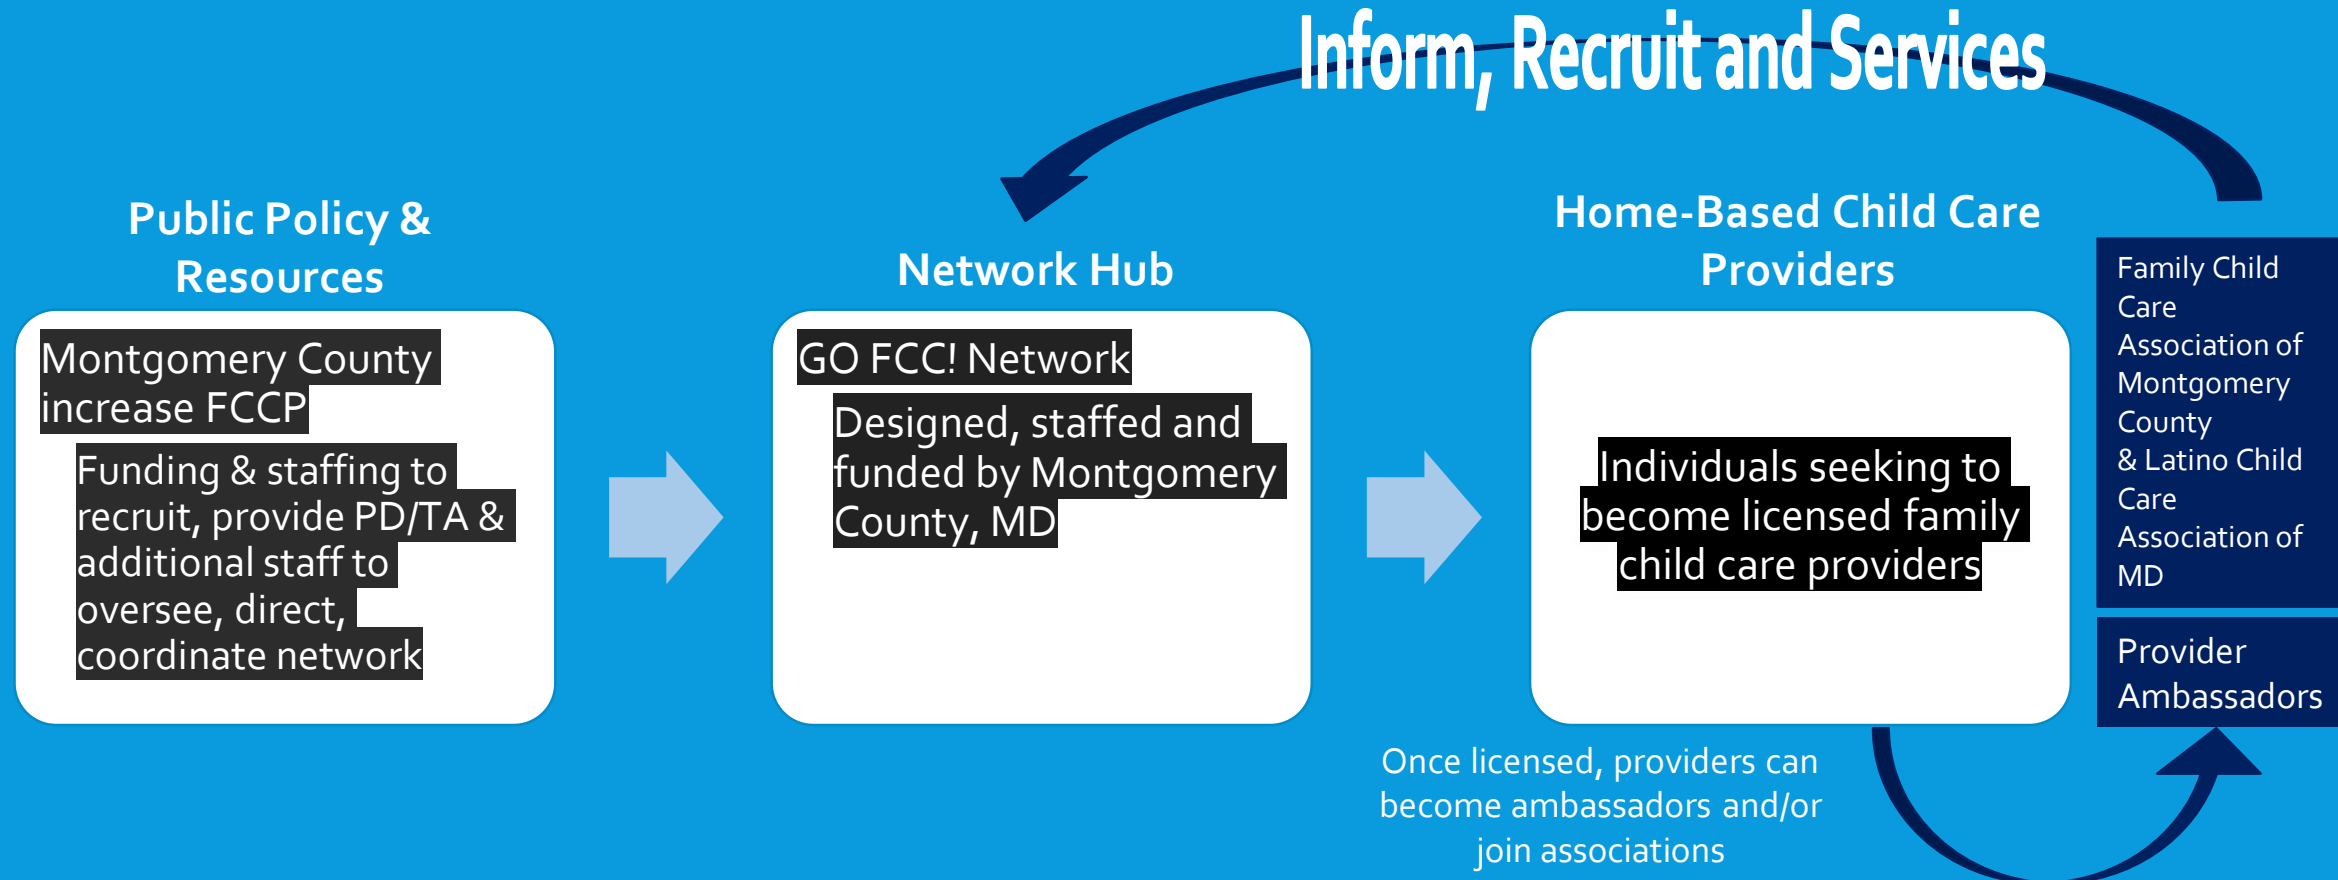 Inform, Recruit and Services
Public Policy &
Resources
Montgomery County
increase FCCP
Funding & staffing to
recruit, provide PD/TA &
additional staff to
oversee, direct,
coordinate network
Network Hub
GO FCC! Network
Designed, staffed and
funded by Montgomery
County, MD
Home-Based Child Care
Providers
Individuals seeking to
become licensed family
child care providers
Once licensed, providers can
become ambassadors and/or
join associations
Family Child
Care
Association of
Montgomery
County
& Latino Child
Care
Association of
MD
Provider
Ambassadors